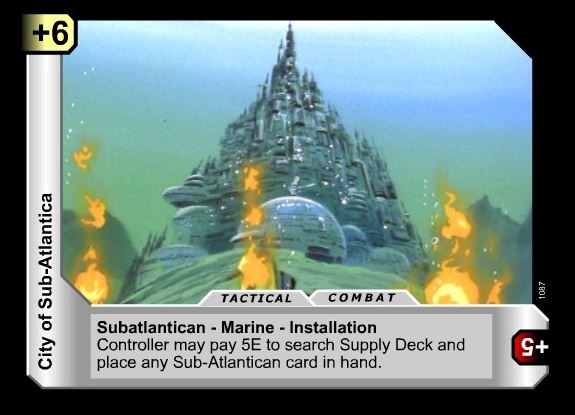 +6
City of Sub-Atlantica
TACTICAL
COMBAT
1087
Subatlantican - Marine - Installation
Controller may pay 5E to search Supply Deck and
place any Sub-Atlantican card in hand.
+5